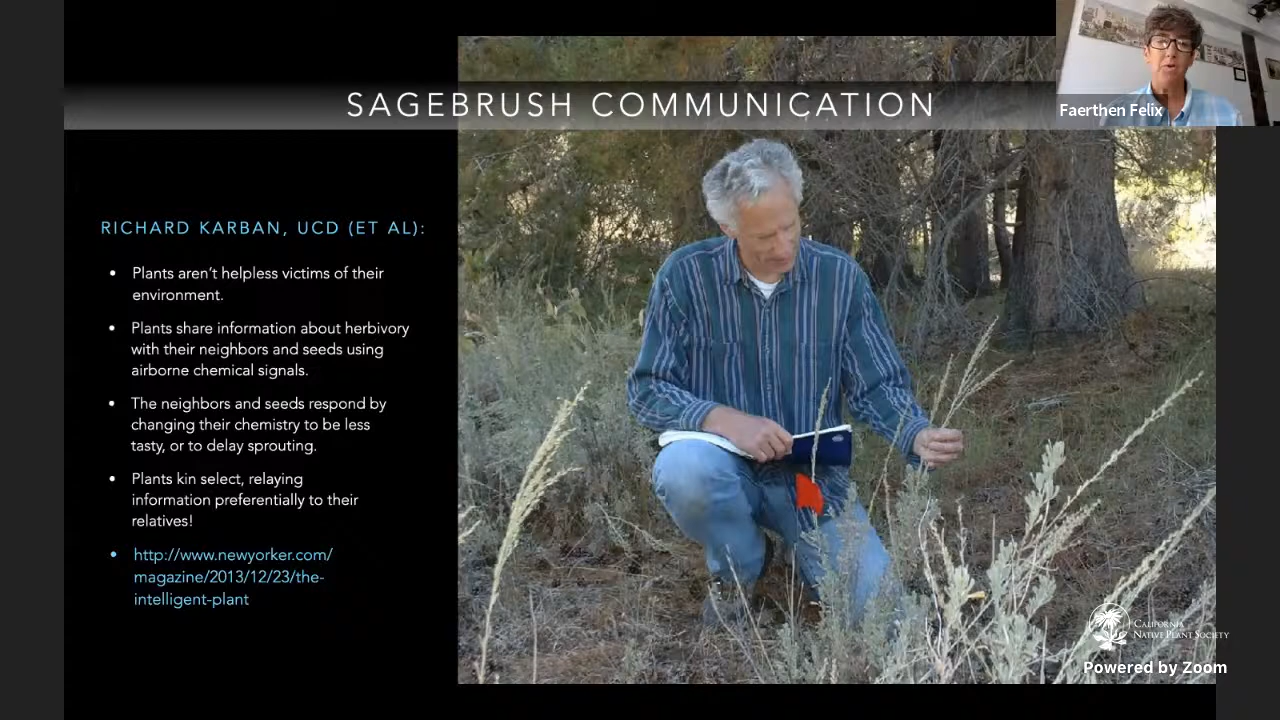 SAGEBRUSH COMMUNICATION
Faerthen Felix
RICHARD KARBAN, UCD (ET AL):
• Plants aren’t helpless victims of their
environment.
• Plants share information about herbivory
with their neighbors and seeds using
airborne chemical signals.
• The neighbors and seeds respond by
changing their chemistry to be less
tasty, or to delay sprouting.
• Plants kin select, relaying
information preferentially to their
relatives!
• http://www.newyorker.com/
magazine/2013/12/23/the-
intelligent-plant
CALIFORNIA
NATIVE PLANT SOCIETY
Powered by Zoom